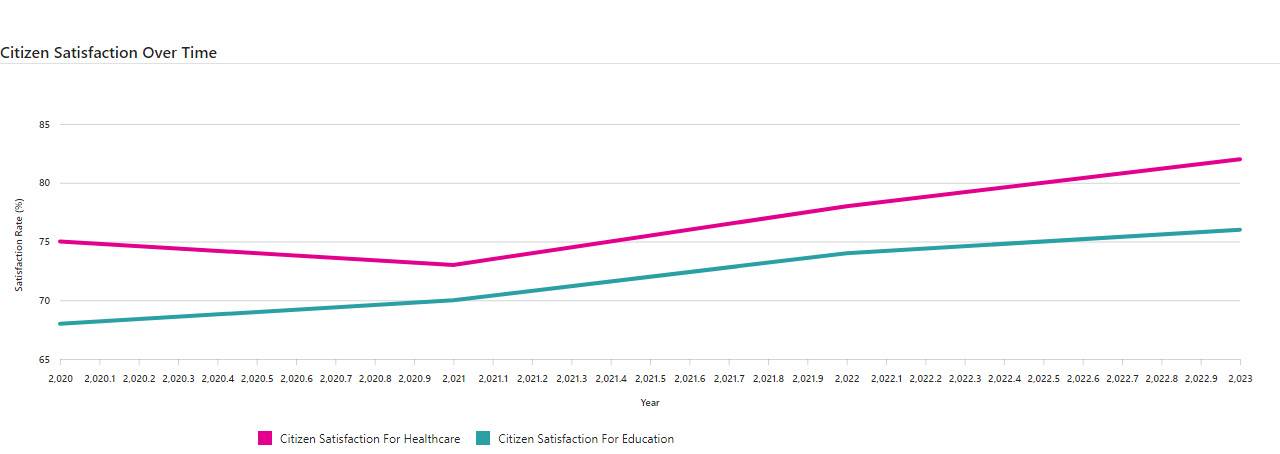 Citizen Satisfaction Over Time
85
80
75
70
65
Satisfaction Rate (%)
2,020 2,020.1 2,020.2 2,020.3 2,020.4 2,020.5 2,020.6 2,020.7 2,020.8 2,020.9 2,021 2,021.1 2,021.2 2,021.3 2,021.4 2,021.5 2,021.6 2,021.7 2,021.8 2,021.9 2,022 2,022.1 2,022.2 2,022.3 2,022.4 2,022.5 2,022.6 2,022.7 2,022.8 2,022.9 2,023
Year
Citizen Satisfaction For Healthcare Citizen Satisfaction For Education